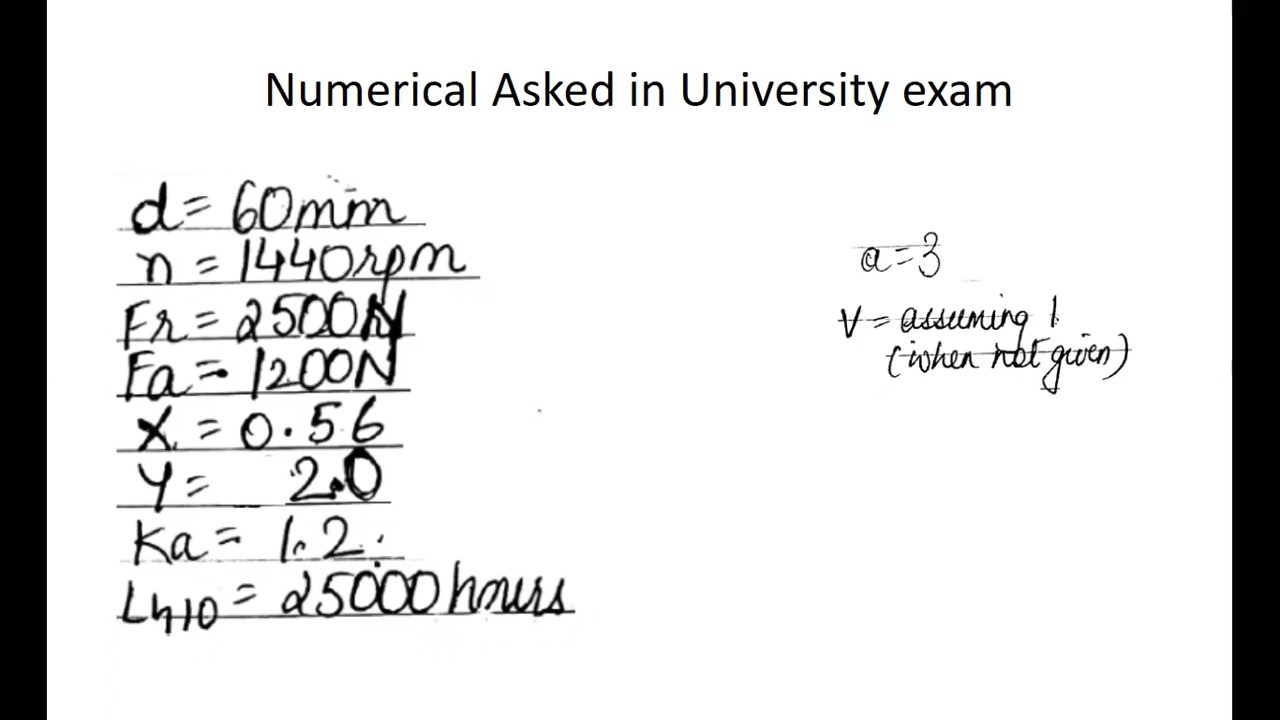 Numerical Asked in University exam
d = 60mm
n = 1440rpm
Fr = 2500N
Fa = 1200N
X = 0.56
Y = 2.0
Ka = 1.2
Lh10 = 25000 hours
a = 3
V = assuming 1
(when not given)